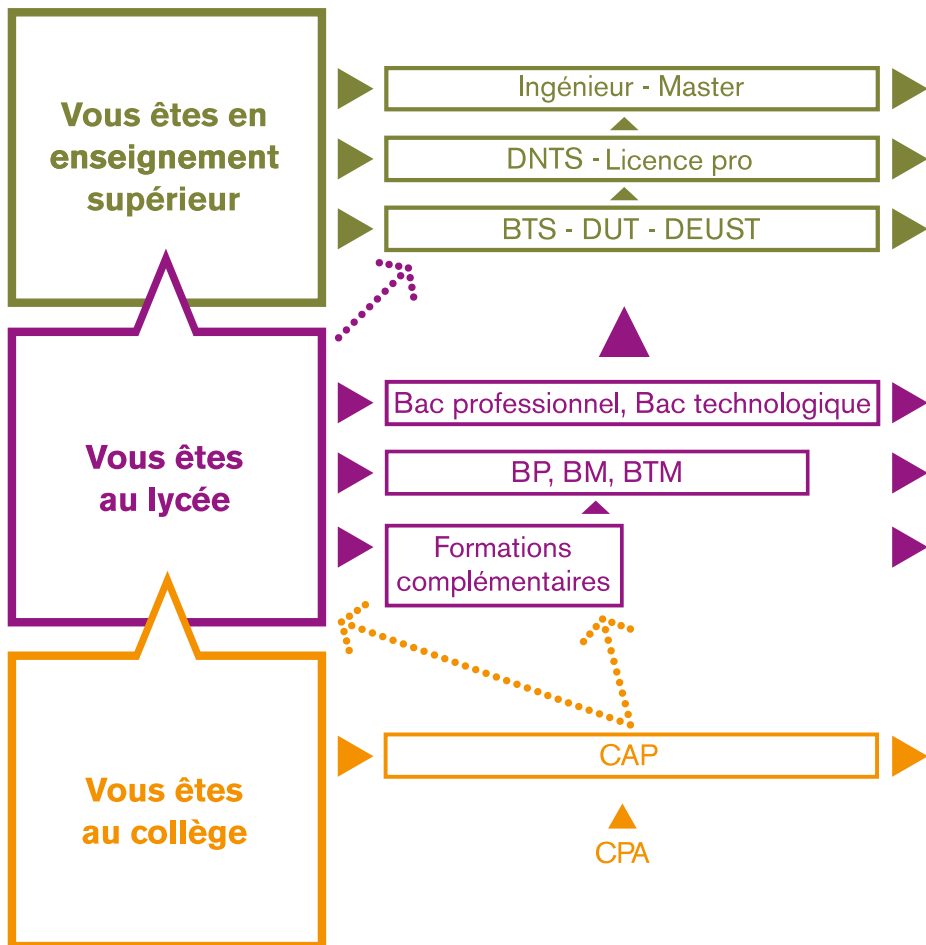 Vous êtes en
enseignement
supérieur
Ingénieur - Master
DNTS - Licence pro
BTS - DUT - DEUST
Vous êtes
au lycée
Bac professionnel, Bac technologique
BP, BM, BTM
Formations
complémentaires
Vous êtes
au collège
CAP
CPA